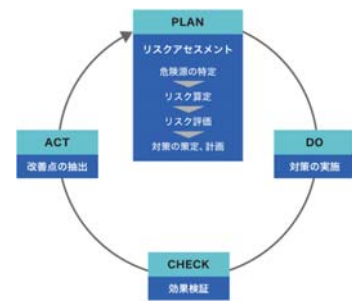 PLAN
リスクアセスメント
危険源の特定
リスク算定
リスク評価
対策の策定、計画
ACT
改善点の抽出
DO
対策の実施
CHECK
効果検証